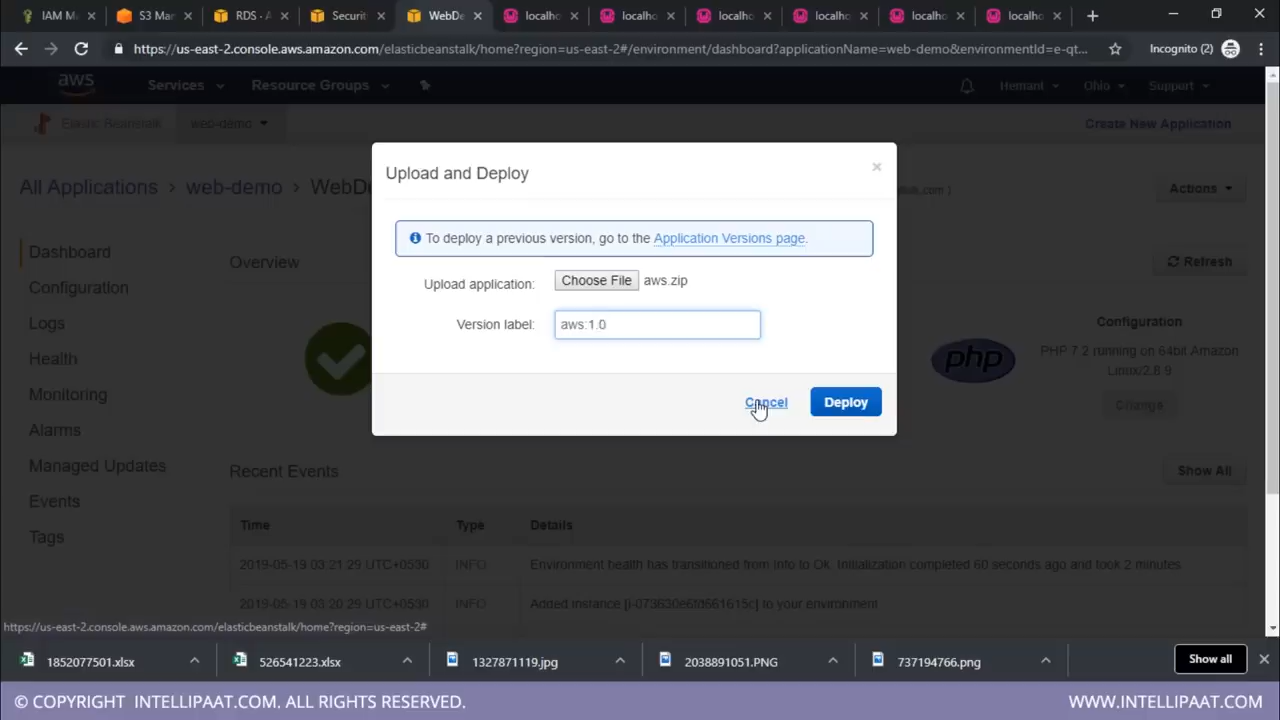 IAM Ma
S3 Man
RDS · A
Securit
WebDe
localho
localho
localho
localho
localho
localho
https://us-east-2.console.aws.amazon.com/elasticbeanstalk/home?region=us-east-2#/environment/dashboard?applicationName=web-demo&environmentId=e-qt...
Incognito (2)
aws
Services
Resource Groups
Hemant
Ohio
Support
Elastic Beanstalk
web-demo
Create New Application
All Applications > web-demo > WebDe
Actions
Upload and Deploy
To deploy a previous version, go to the Application Versions page.
Upload application: Choose File aws.zip
Version label: aws:1.0
Cancel
Deploy
Dashboard
Configuration
Logs
Health
Monitoring
Alarms
Managed Updates
Events
Tags
Overview
Refresh
Configuration
php
PHP 7.2 running on 64bit Amazon
Linux/2.8.9
Change
Recent Events
Show All
Time Type Details
2019-05-19 03:21:29 UTC+0530 INFO Environment health has transitioned from Info to Ok. Initialization completed 60 seconds ago and took 2 minutes.
2019-05-19 03:20:29 UTC+0530 INFO Added instance [i-073630e6fd561615c] to your environment.
https://us-east-2.console.aws.amazon.com/elasticbeanstalk/home?region=us-east-2#
1852077501.xlsx
526541223.xlsx
1327871119.jpg
2038891051.PNG
737194766.png
Show all
© COPYRIGHT INTELLIPAAT.COM. ALL RIGHTS RESERVED.
WWW.INTELLIPAAT.COM